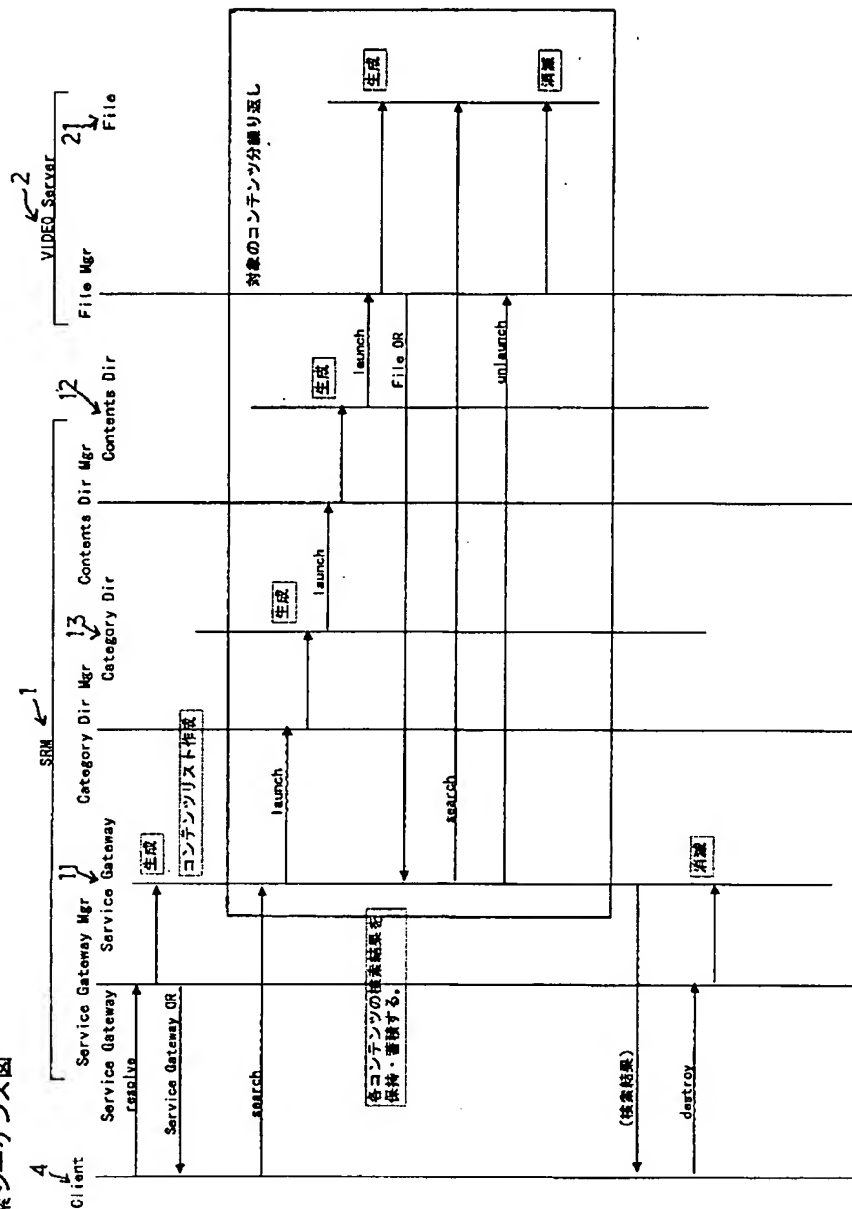 シーケンス図
4
Client
SRM
1
VIDEO Server
2
Service Gateway Mgr
11
Service Gateway
Category Dir Mgr
13
Category Dir
Contents Dir Mgr
12
Contents Dir
File Mgr
21
File
Service Gateway
resolve
生成
Service Gateway OR
コンテンツリスト作成
search
対象のコンテンツ分繰り返し
launch
生成
launch
生成
launch
生成
File OR
各コンテンツの検索結果を
保持・蓄積する。
search
unlaunch
消滅
(検索結果)
destroy
消滅